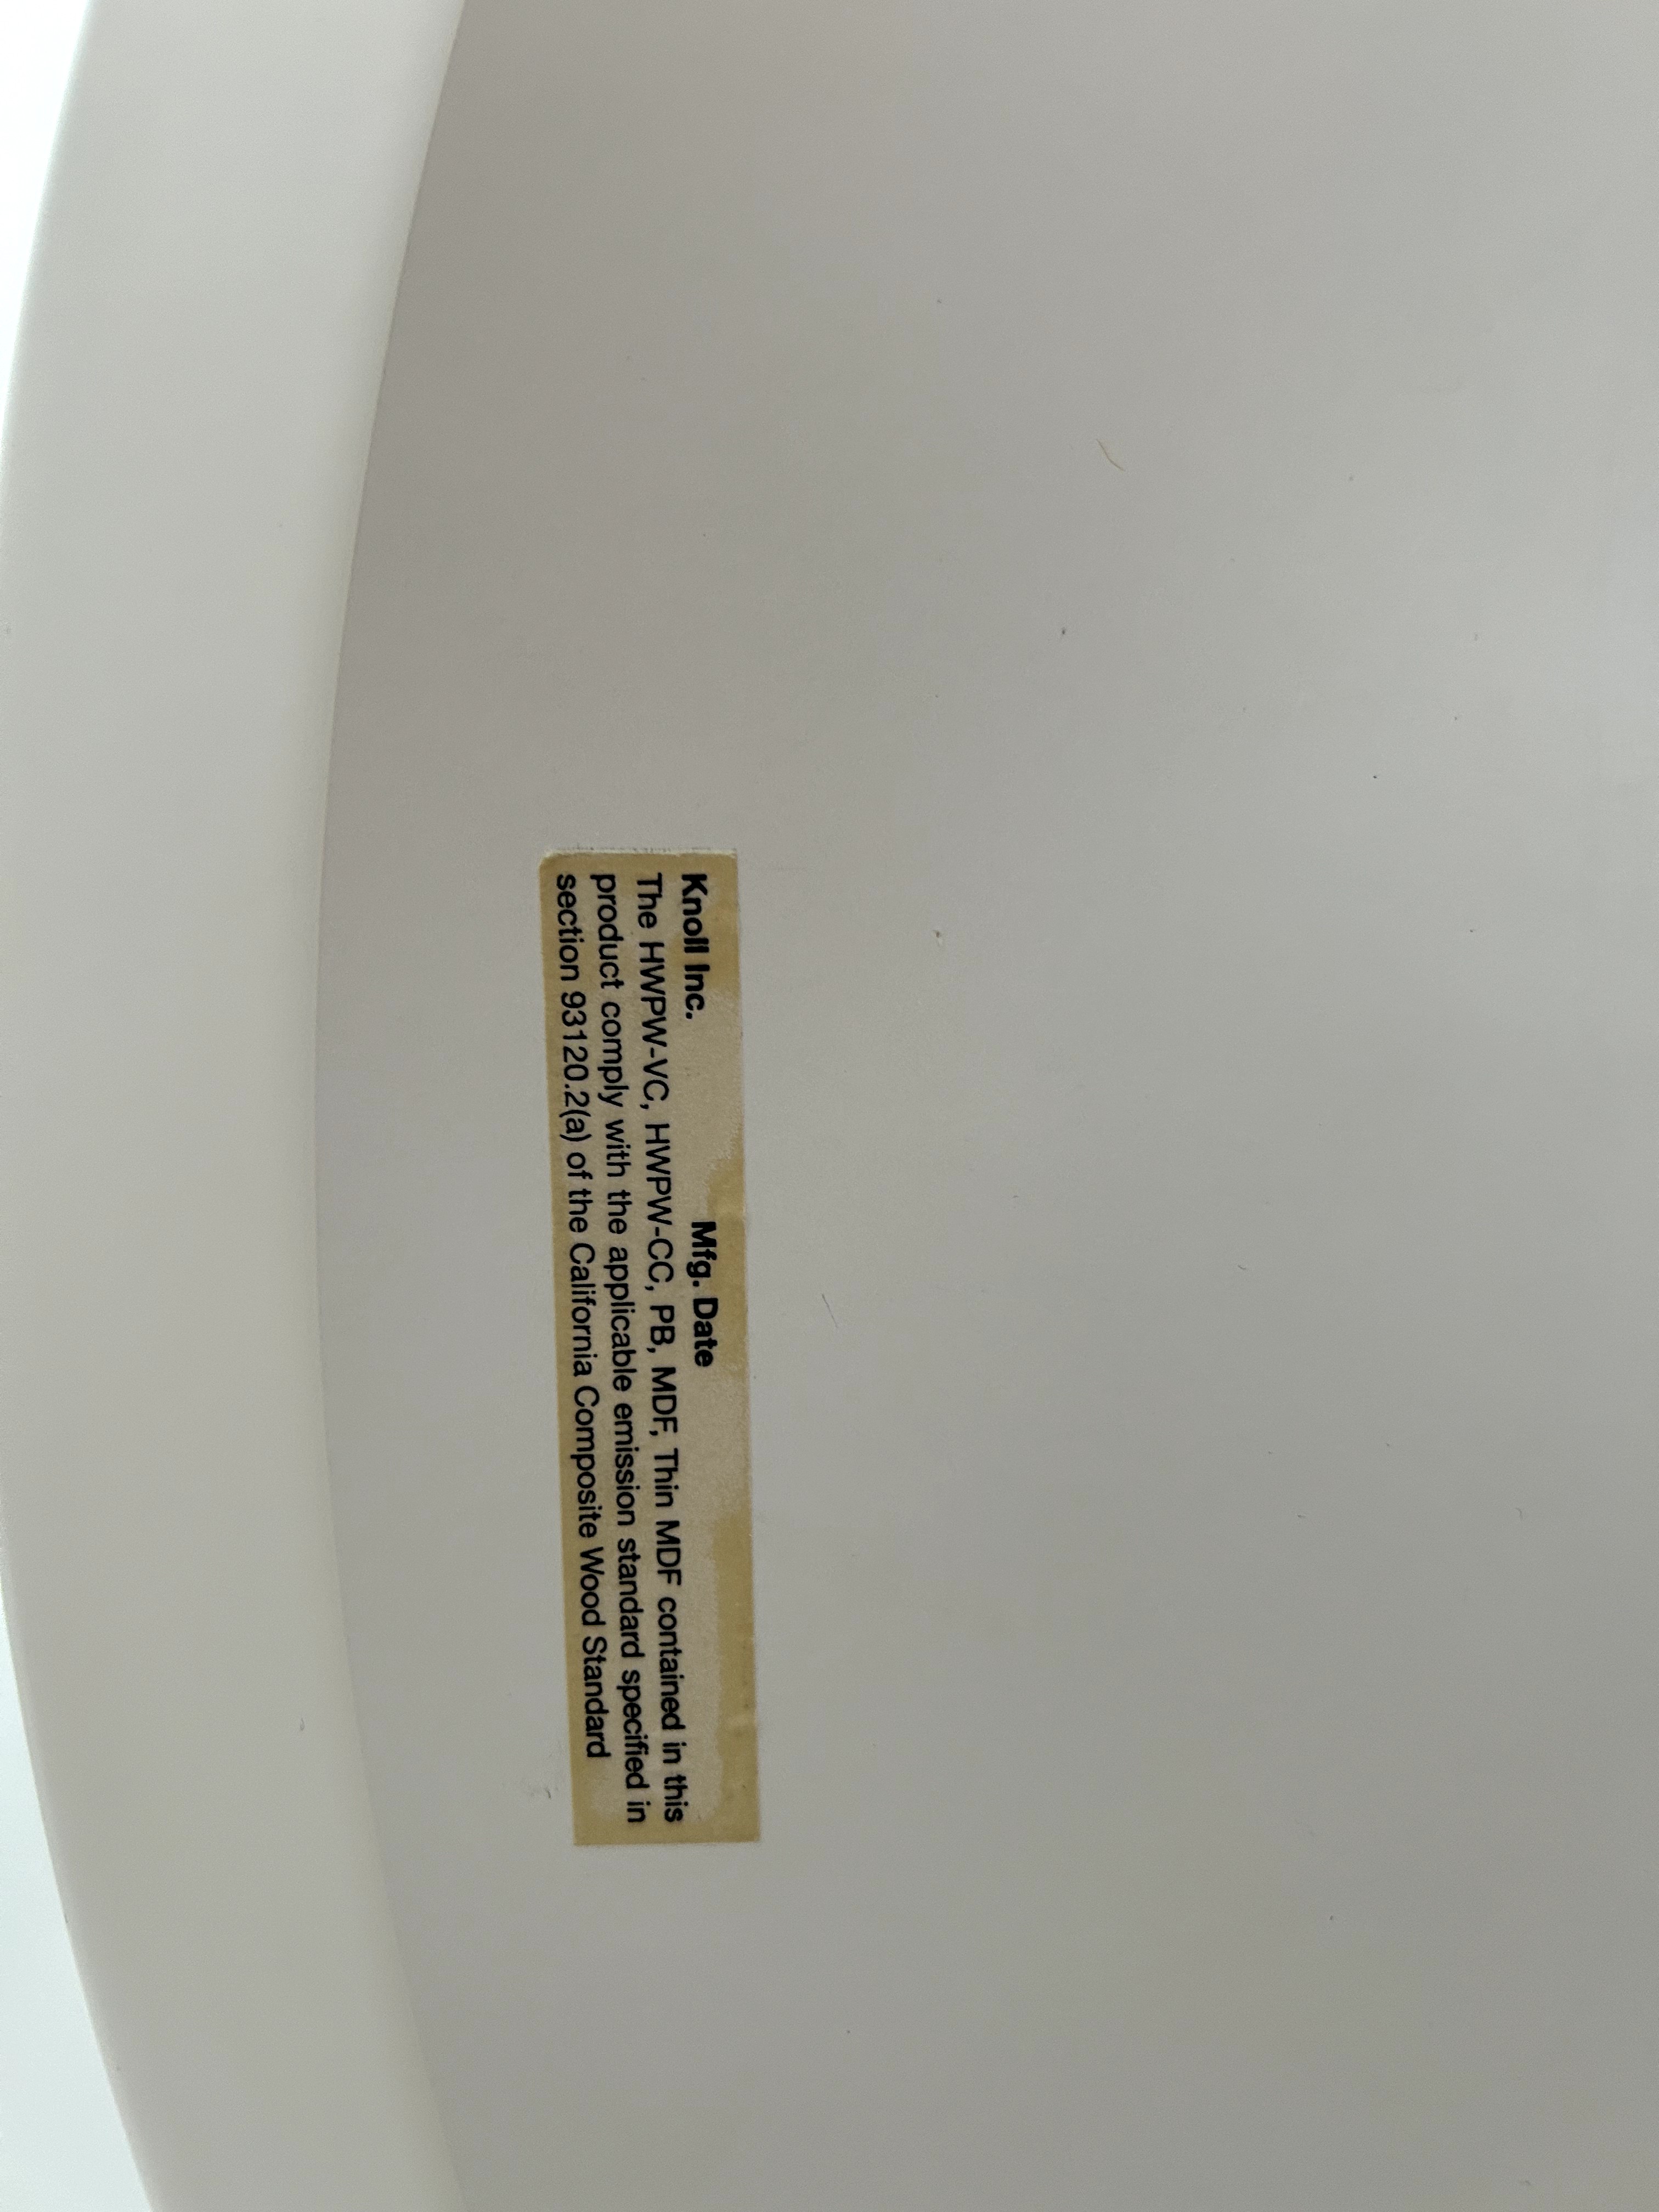 Knoll Inc. Mfg. Date
The HWPW-VC, HWPW-CC, PB, MDF, Thin MDF contained in this
product comply with the applicable emission standard specified in
section 93120.2(a) of the California Composite Wood Standard